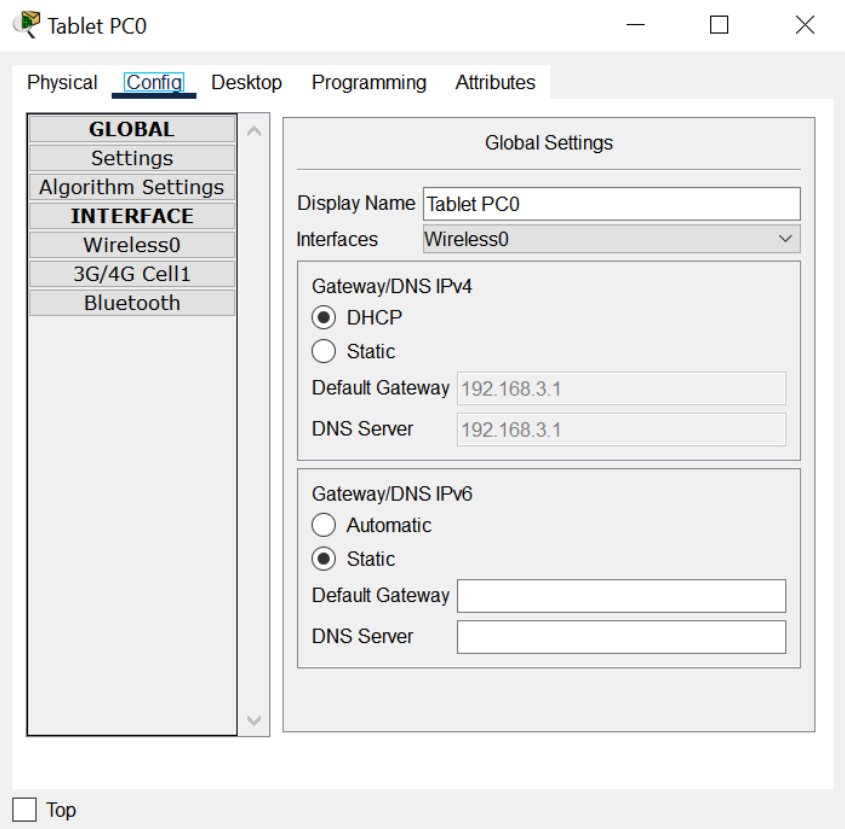 Tablet PC0
Physical Config Desktop Programming Attributes
GLOBAL
Settings
Algorithm Settings
INTERFACE
Wireless0
3G/4G Cell1
Bluetooth
Global Settings
Display Name Tablet PC0
Interfaces Wireless0
Gateway/DNS IPv4
DHCP
Static
Default Gateway 192.168.3.1
DNS Server 192.168.3.1
Gateway/DNS IPv6
Automatic
Static
Default Gateway
DNS Server
Top